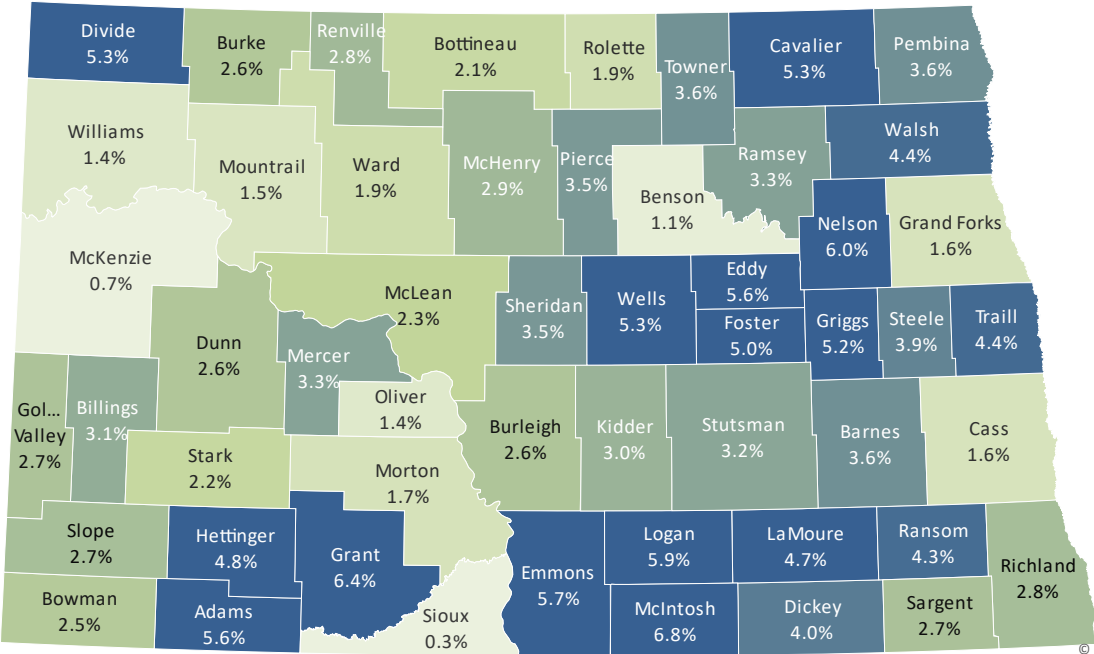 Divide
5.3%
Burke
2.6%
Renville
2.8%
Bottineau
2.1%
Rolette
1.9%
Towner
3.6%
Cavalier
5.3%
Pembina
3.6%
Williams
1.4%
Mountrail
1.5%
Ward
1.9%
McHenry
2.9%
Pierce
3.5%
Benson
1.1%
Ramsey
3.3%
Walsh
4.4%
McKenzie
0.7%
Nelson
6.0%
Grand Forks
1.6%
Dunn
2.6%
McLean
2.3%
Mercer
3.3%
Oliver
1.4%
Sheridan
3.5%
Wells
5.3%
Eddy
5.6%
Foster
5.0%
Griggs
5.2%
Steele
3.9%
Traill
4.4%
Gol...
Valley
2.7%
Billings
3.1%
Stark
2.2%
Morton
1.7%
Burleigh
2.6%
Kidder
3.0%
Stutsman
3.2%
Barnes
3.6%
Cass
1.6%
Slope
2.7%
Hettinger
4.8%
Grant
6.4%
Emmons
5.7%
Logan
5.9%
LaMoure
4.7%
Ransom
4.3%
Richland
2.8%
Bowman
2.5%
Adams
5.6%
Sioux
0.3%
McIntosh
6.8%
Dickey
4.0%
Sargent
2.7%
©